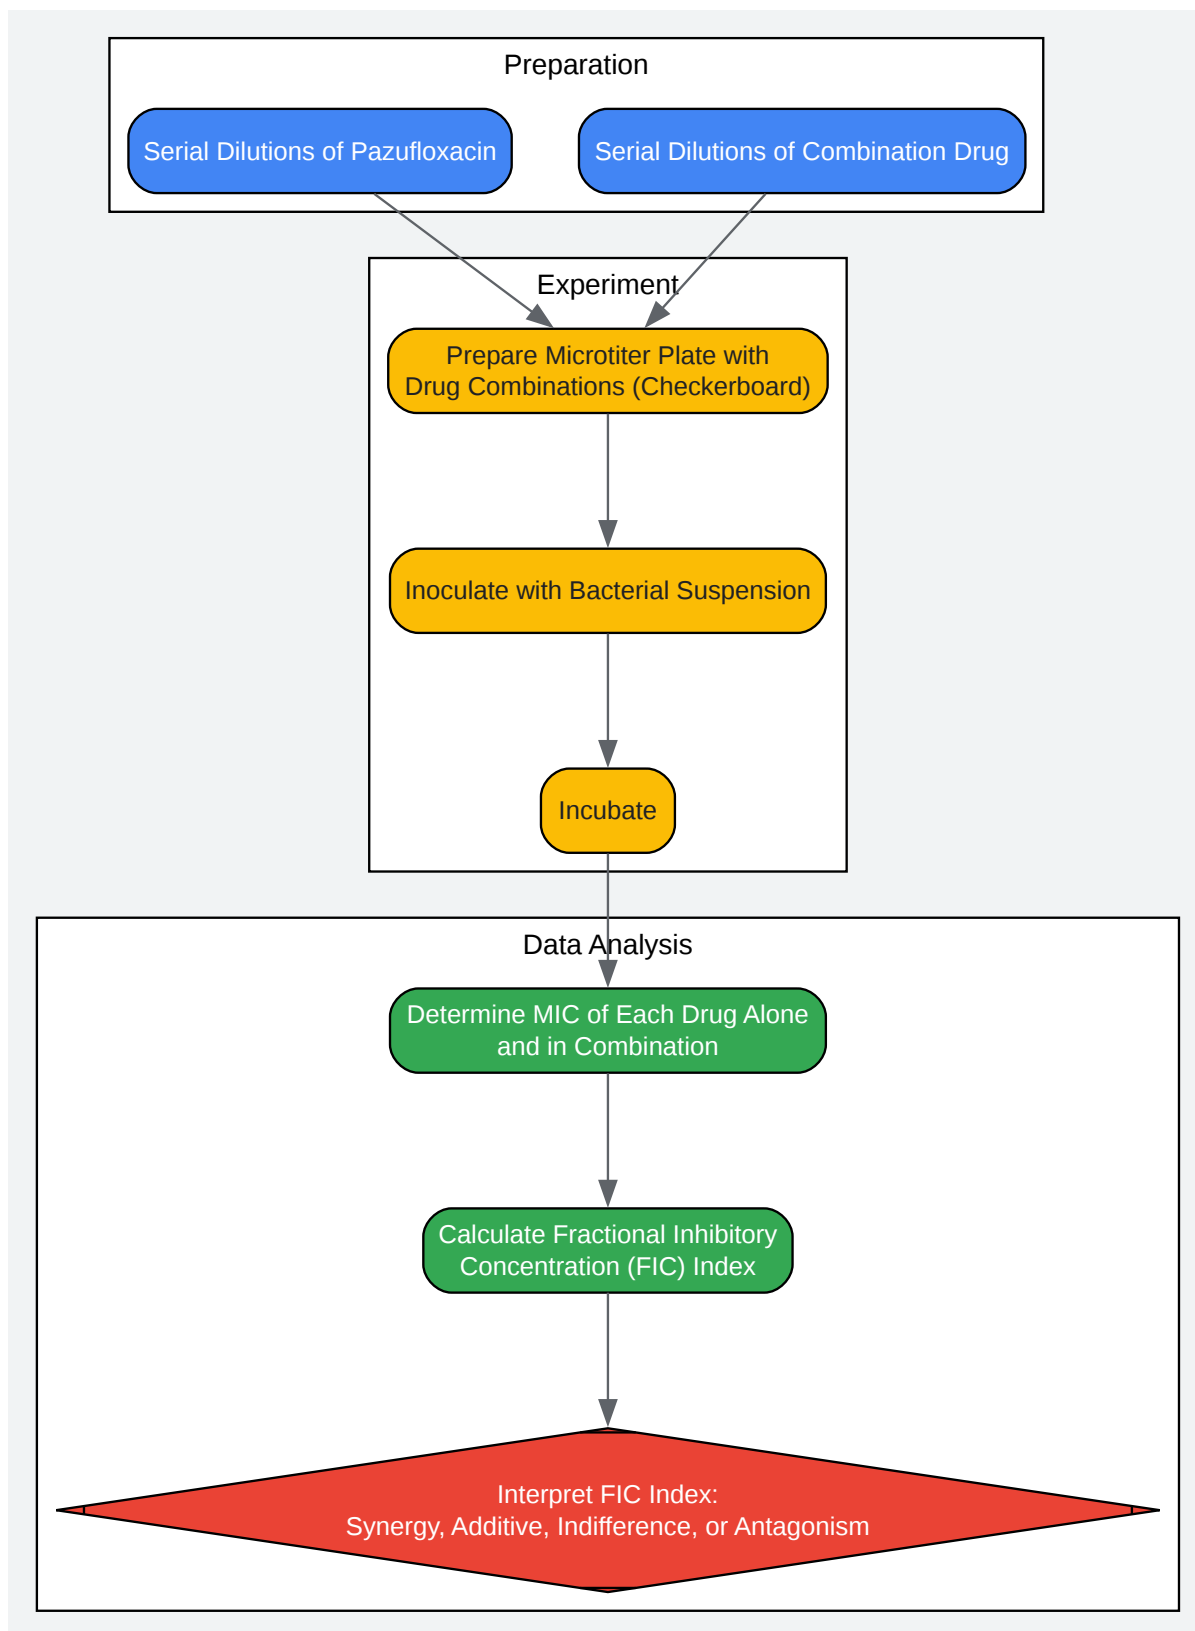 Preparation
Serial Dilutions of Pazufloxacin
Serial Dilutions of Combination Drug
Experiment
Prepare Microtiter Plate with
Drug Combinations (Checkerboard)
Inoculate with Bacterial Suspension
Incubate
Data Analysis
Determine MIC of Each Drug Alone
and in Combination
Calculate Fractional Inhibitory
Concentration (FIC) Index
Interpret FIC Index:
Synergy, Additive, Indifference, or Antagonism